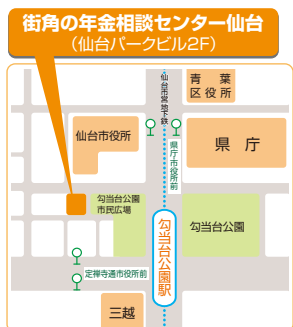 街角の年金相談センター仙台
(仙台パークビル2F)
青葉
区役所
仙台市営地下鉄
仙台市役所
県庁市役所前
県庁
勾当台公園
市民広場
勾当台公園駅
勾当台公園
定禅寺通市役所前
三越